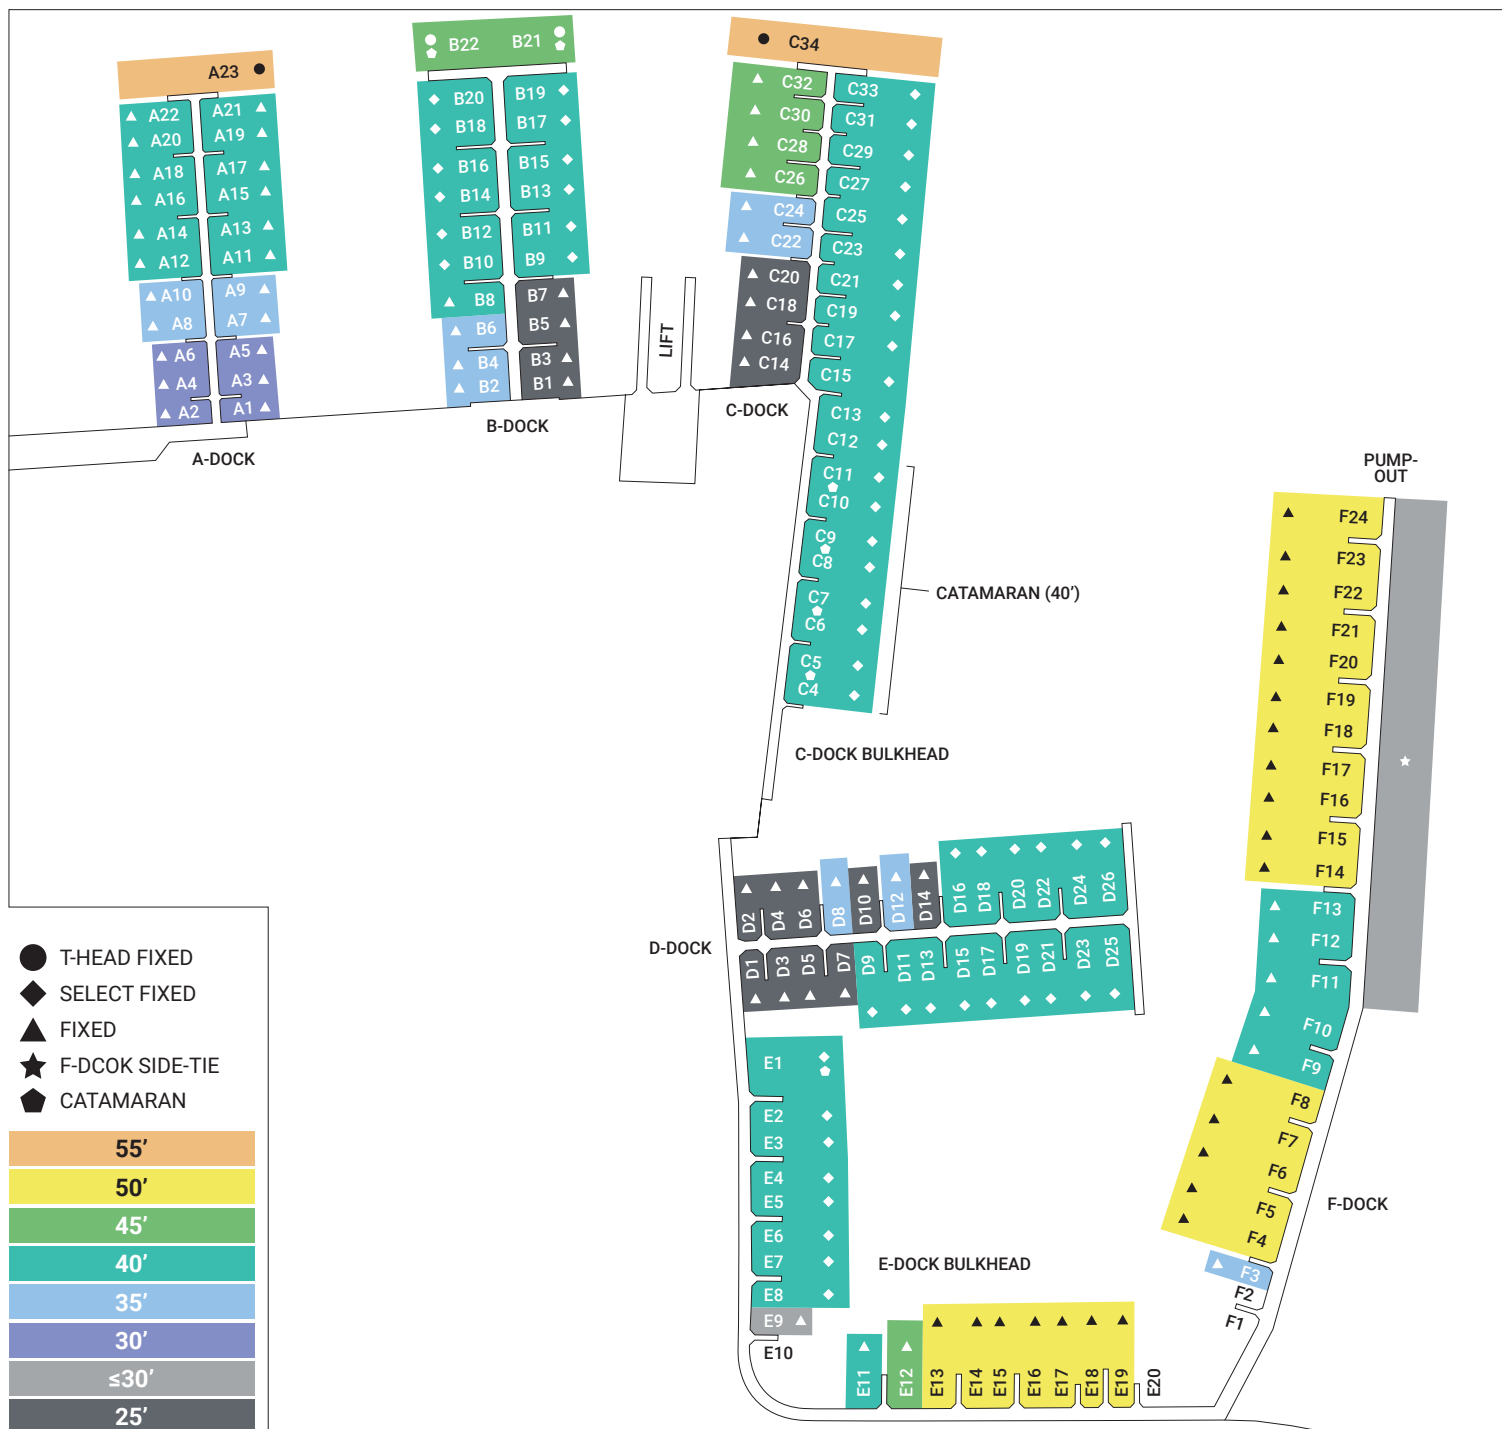 A23
A22
A21
A20
A19
A18
A17
A16
A15
A14
A13
A12
A11
A10
A9
A8
A7
A6
A5
A4
A3
A2
A1
A-DOCK
B22
B21
B20
B19
B18
B17
B16
B15
B14
B13
B12
B11
B10
B9
B8
B7
B6
B5
B4
B3
B2
B1
B-DOCK
LIFT
C34
C32
C33
C30
C31
C28
C29
C26
C27
C24
C25
C22
C23
C20
C21
C18
C19
C16
C17
C14
C15
C-DOCK
C13
C12
C11
C10
C9
C8
C7
C6
C5
C4
CATAMARAN (40’)
C-DOCK BULKHEAD
PUMP-
OUT
F24
F23
F22
F21
F20
F19
F18
F17
F16
F15
F14
F13
F12
F11
F10
F9
F8
F7
F6
F5
F4
F3
F2
F1
F-DOCK
D-DOCK
D2
D4
D6
D8
D10
D12
D14
D16
D18
D20
D22
D24
D26
D1
D3
D5
D7
D9
D11
D13
D15
D17
D19
D21
D23
D25
E1
E2
E3
E4
E5
E6
E7
E8
E9
E10
E-DOCK BULKHEAD
E11
E12
E13
E14
E15
E16
E17
E18
E19
E20
T-HEAD FIXED
SELECT FIXED
FIXED
F-DCOK SIDE-TIE
CATAMARAN
55’
50’
45’
40’
35’
30’
≤30’
25’